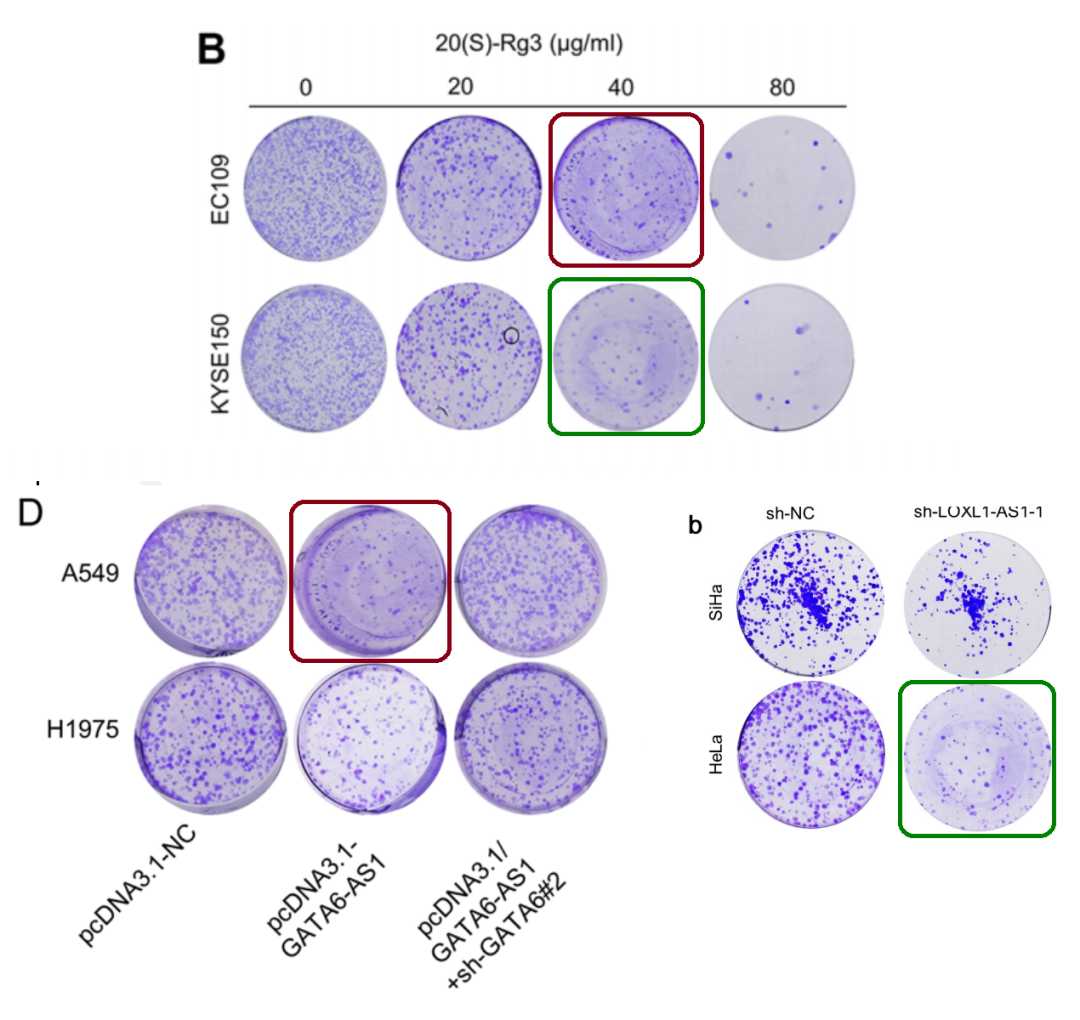 B
20(S)-Rg3 (µg/ml)
0 20 40 80
EC109
KYSE150
D
A549
H1975
pcDNA3.1-NC
pcDNA3.1-
GATA6-AS1
pcDNA3.1/
GATA6-AS1
+sh-GATA6#2
b
sh-NC sh-LOXL1-AS1-1
SiHa
HeLa